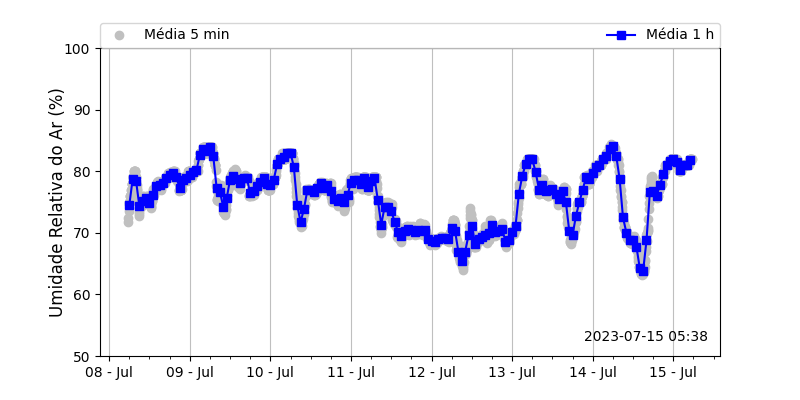 Média 5 min
Média 1 h
Umidade Relativa do Ar (%)
100
90
80
70
60
50
2023-07-15 05:38
08 - Jul
09 - Jul
10 - Jul
11 - Jul
12 - Jul
13 - Jul
14 - Jul
15 - Jul